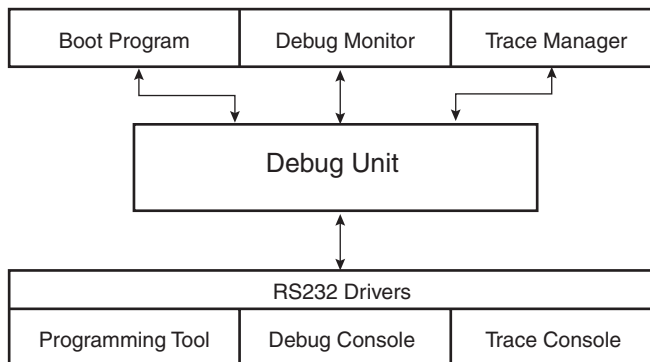 Boot Program Debug Monitor Trace Manager
Debug Unit
RS232 Drivers
Programming Tool Debug Console Trace Console